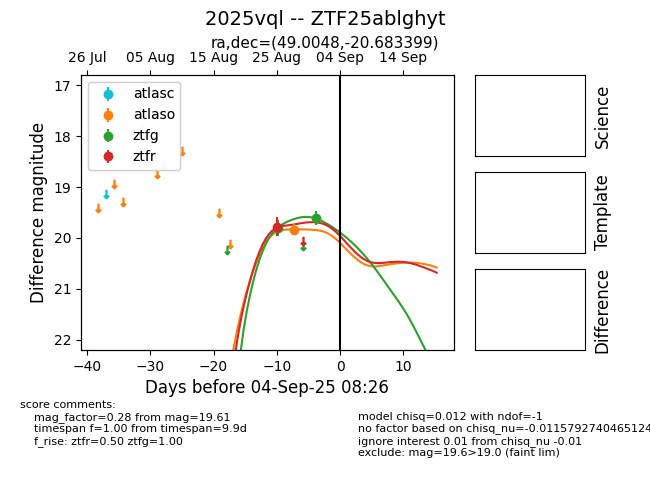 2025vql -- ZTF25ablghyt
ra,dec=(49.0048,-20.683399)
26 Jul 05 Aug 15 Aug 25 Aug 04 Sep 14 Sep
17
18
19
20
21
22
Difference magnitude
atlasc
atlaso
ztfg
ztfr
−40 −30 −20 −10 0 10
Days before 04-Sep-25 08:26
Science
Template
Difference
score comments:
mag_factor=0.28 from mag=19.61
timespan f=1.00 from timespan=9.9d
f_rise: ztfr=0.50 ztfg=1.00
model chisq=0.012 with ndof=-1
no factor based on chisq_nu=-0.0115792740465124
ignore interest 0.01 from chisq_nu -0.01
exclude: mag=19.6>19.0 (faint lim)